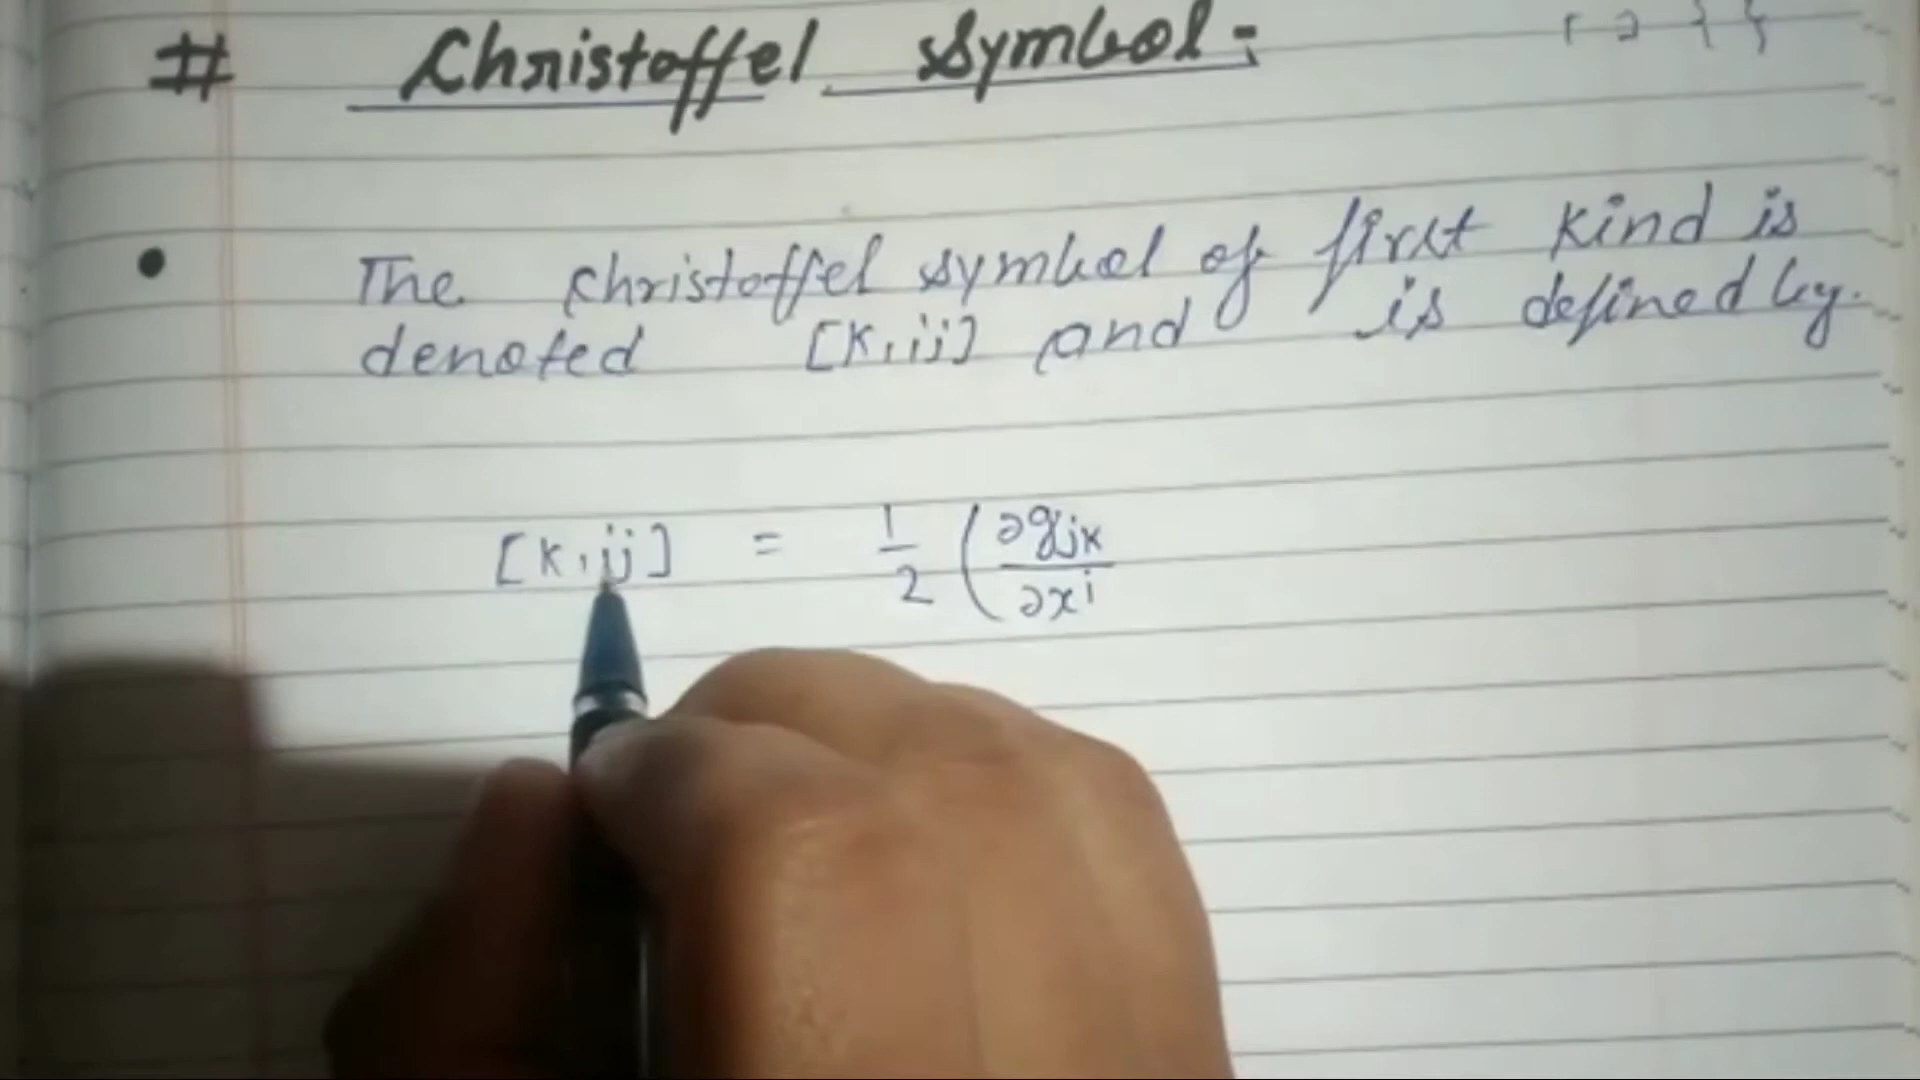 # Christoffel Symbol:-
[ ] { }
• The Christoffel symbol of first kind is
denoted [K, ij] and is defined by.
[K, ij] = 1/2 (∂gjk/∂x^i